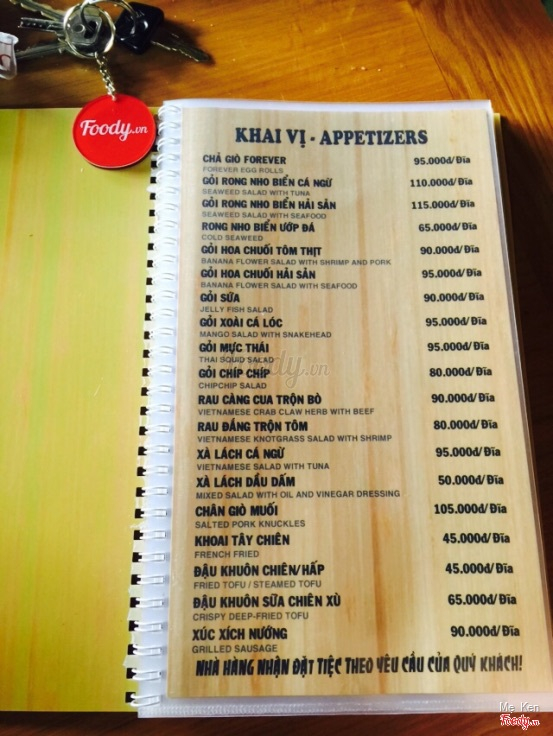 Foody.vn
KHAI VỊ - APPETIZERS
CHẢ GIÒ FOREVER 95.000đ/Đĩa
FOREVER EGG ROLLS
GỎI RONG NHO BIỂN CÁ NGỪ 110.000đ/Đĩa
SEAWEED SALAD WITH TUNA
GỎI RONG NHO BIỂN HẢI SẢN 115.000đ/Đĩa
SEAWEED SALAD WITH SEAFOOD
RONG NHO BIỂN ƯỚP ĐÁ 65.000đ/Đĩa
COLD SEAWEED
GỎI HOA CHUỐI TÔM THỊT 90.000đ/Đĩa
BANANA FLOWER SALAD WITH SHRIMP AND PORK
GỎI HOA CHUỐI HẢI SẢN 95.000đ/Đĩa
BANANA FLOWER SALAD WITH SEAFOOD
GỎI SỨA 90.000đ/Đĩa
JELLY FISH SALAD
GỎI XOÀI CÁ LÓC 95.000đ/Đĩa
MANGO SALAD WITH SNAKEHEAD
GỎI MỰC THÁI 95.000đ/Đĩa
THAI SQUID SALAD
Foody.vn
GỎI CHÍP CHÍP 80.000đ/Đĩa
CHIPCHIP SALAD
RAU CÀNG CUA TRỘN BÒ 90.000đ/Đĩa
VIETNAMESE CRAB CLAW HERB WITH BEEF
RAU ĐẮNG TRỘN TÔM 80.000đ/Đĩa
VIETNAMESE KNOTGRASS SALAD WITH SHRIMP
XÀ LÁCH CÁ NGỪ 95.000đ/Đĩa
VIETNAMESE SALAD WITH TUNA
XÀ LÁCH DẦU DẤM 50.000đ/Đĩa
MIXED SALAD WITH OIL AND VINEGAR DRESSING
CHÂN GIÒ MUỐI 105.000đ/Đĩa
SALTED PORK KNUCKLES
KHOAI TÂY CHIÊN 45.000đ/Đĩa
FRENCH FRIED
ĐẬU KHUÔN CHIÊN/HẤP 45.000đ/Đĩa
FRIED TOFU / STEAMED TOFU
ĐẬU KHUÔN SỮA CHIÊN XÙ 65.000đ/Đĩa
CRISPY DEEP-FRIED TOFU
XÚC XÍCH NƯỚNG 90.000đ/Đĩa
GRILLED SAUSAGE
NHÀ HÀNG NHẬN ĐẶT TIỆC THEO YÊU CẦU CỦA QUÝ KHÁCH!
Me Ken
Foody.vn